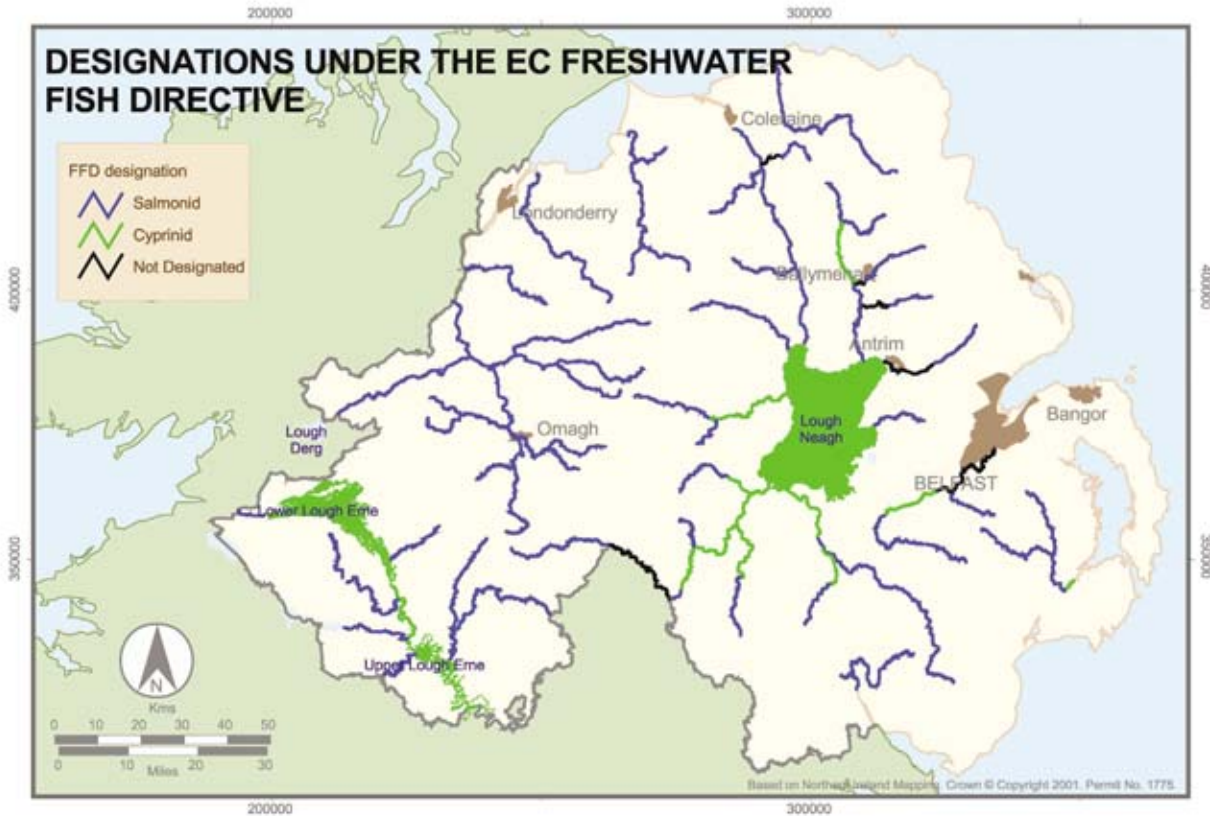 200000
300000
DESIGNATIONS UNDER THE EC FRESHWATER
FISH DIRECTIVE
FFD designation
Salmonid
Cyprinid
Not Designated
Coleraine
Londonderry
Ballymena
400000
400000
Antrim
Bangor
Lough
Derg
Omagh
Lough
Neagh
BELFAST
Lower Lough Erne
350000
350000
Upper Lough Erne
N
Kms
0 10 20 30 40 50
0 10 20 30
Miles
Based on Northern Ireland Mapping. Crown © Copyright 2001. Permit No. 1775.
200000
300000